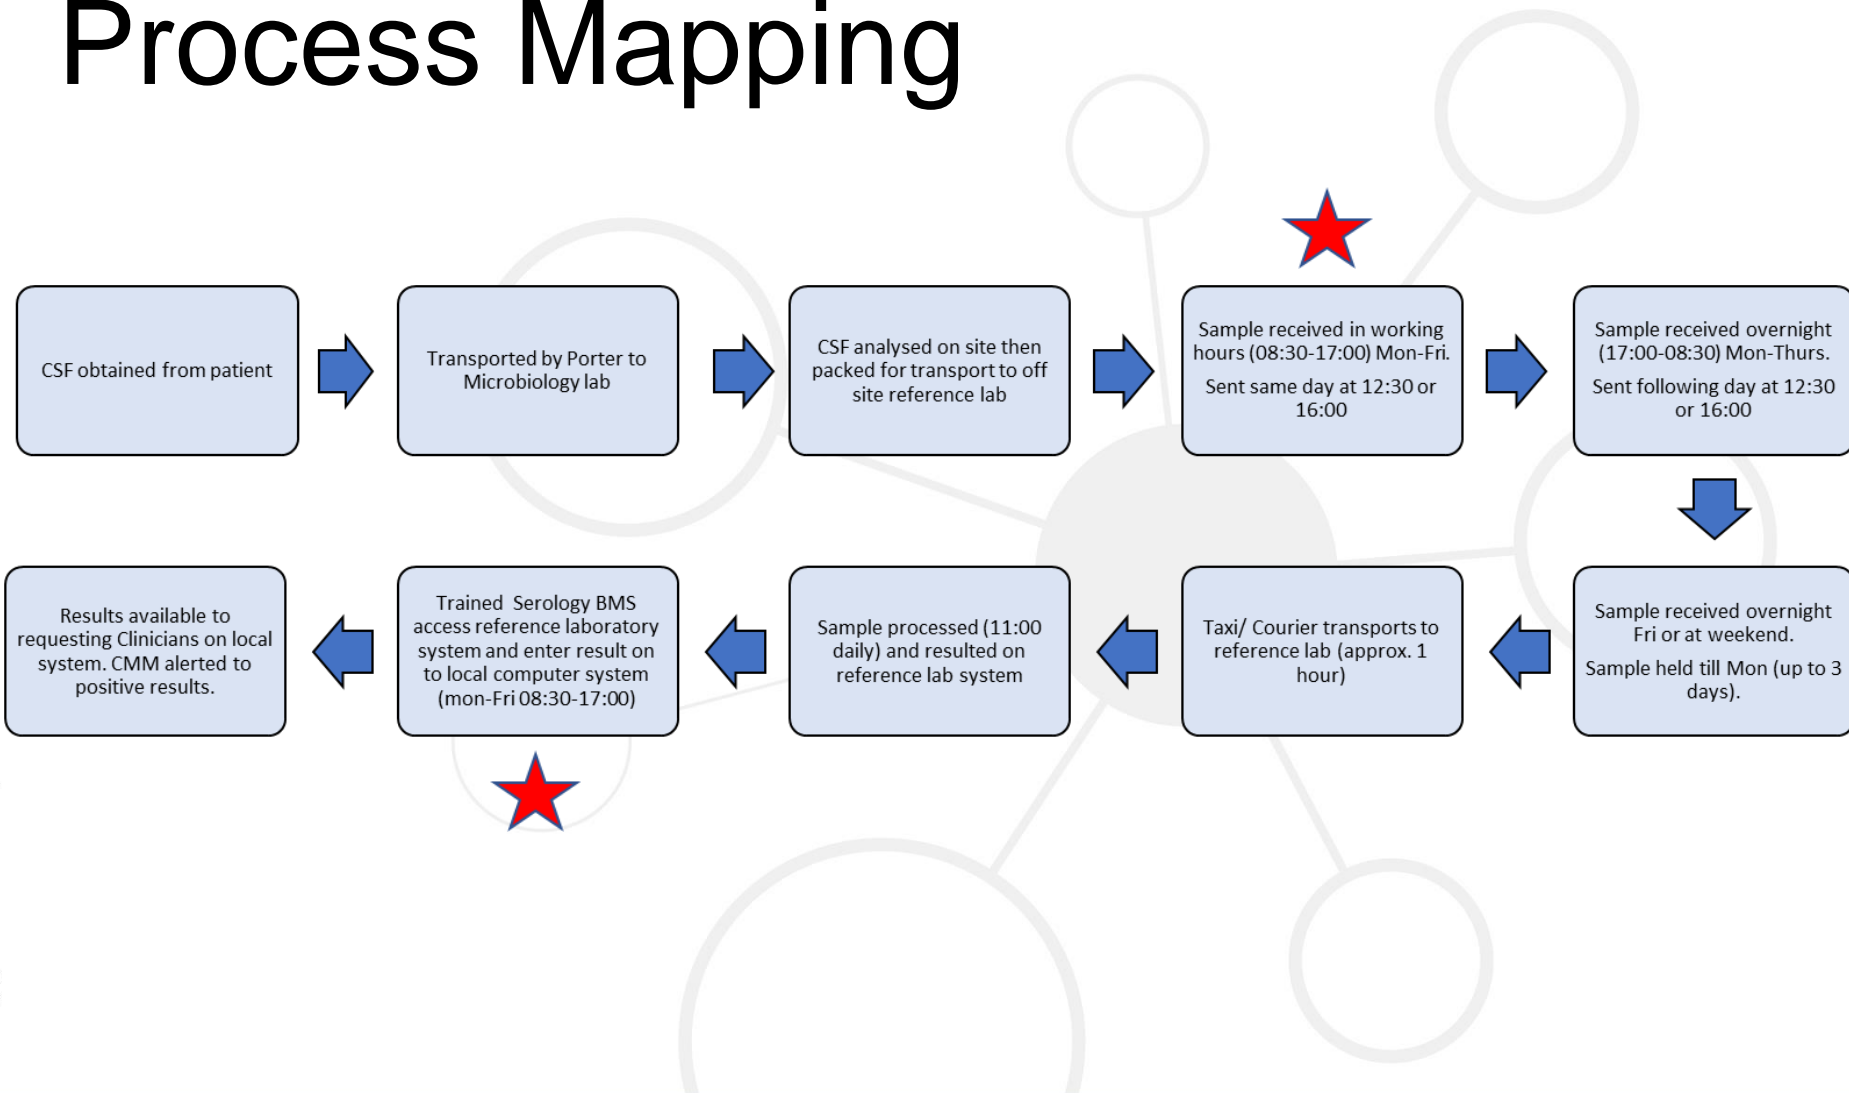 Process Mapping
CSF obtained from patient
Transported by Porter to
Microbiology lab
CSF analysed on site then
packed for transport to off
site reference lab
Sample received in working
hours (08:30-17:00) Mon-Fri.
Sent same day at 12:30 or
16:00
Sample received overnight
(17:00-08:30) Mon-Thurs.
Sent following day at 12:30
or 16:00
Sample received overnight
Fri or at weekend.
Sample held till Mon (up to 3
days).
Taxi/ Courier transports to
reference lab (approx. 1
hour)
Sample processed (11:00
daily) and resulted on
reference lab system
Trained Serology BMS
access reference laboratory
system and enter result on
to local computer system
(mon-Fri 08:30-17:00)
Results available to
requesting Clinicians on local
system. CMM alerted to
positive results.